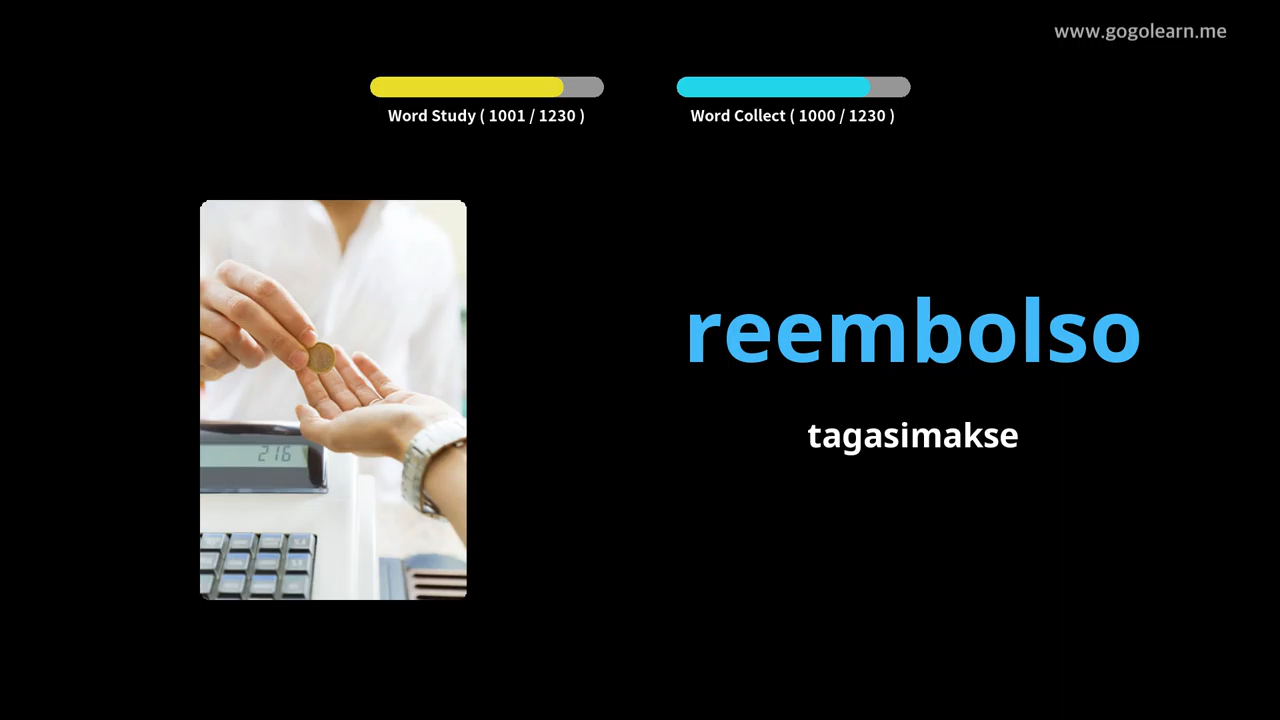 www.gogolearn.me
Word Study ( 1001 / 1230 )
Word Collect ( 1000 / 1230 )
reembolso
tagasimakse
216